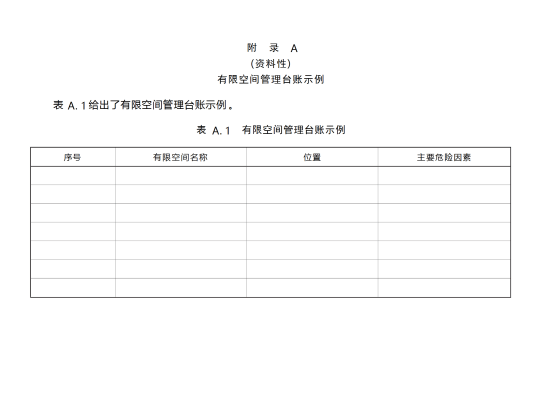 附 录 A
(资料性)
有限空间管理台账示例
表 A.1给出了有限空间管理台账示例。
表 A.1 有限空间管理台账示例
序号 有限空间名称 位置 主要危险因素